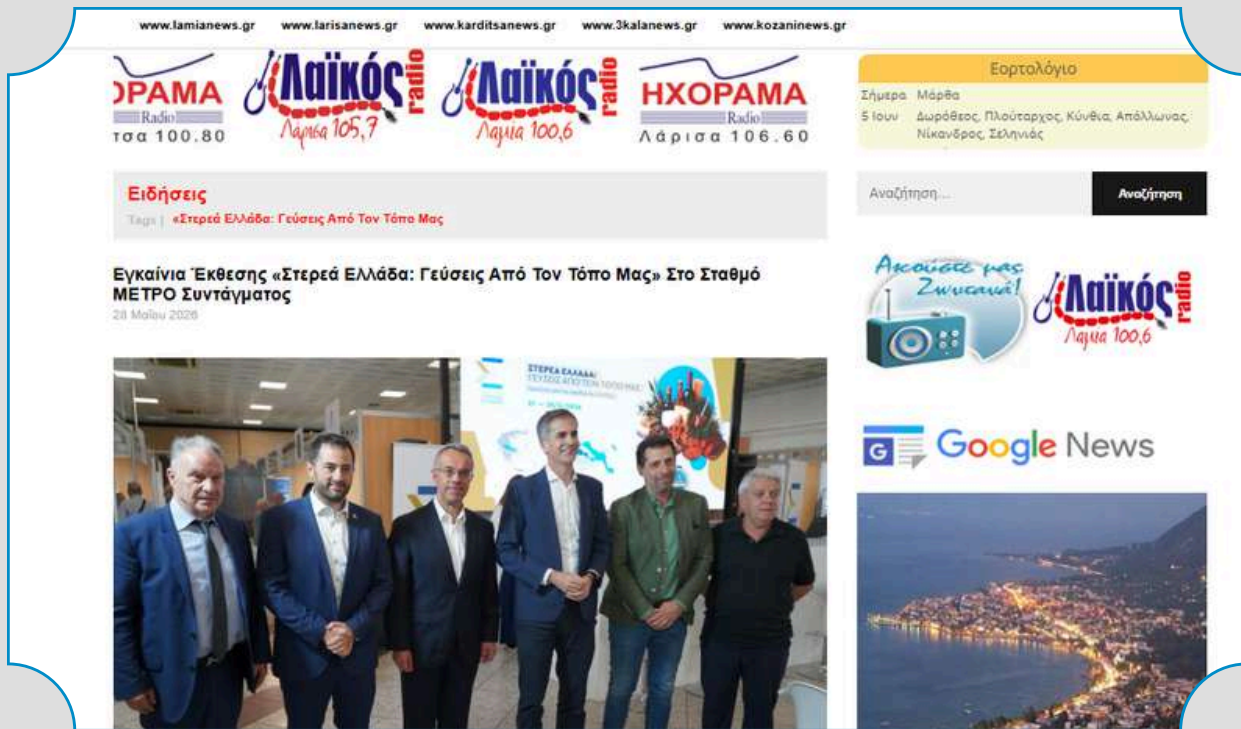 www.lamianews.gr www.larisanews.gr www.karditsanews.gr www.3kalanews.gr www.kozaninews.gr
ΟΡΑΜΑ
Radio
τσα 100.80
Λαϊκός radio
Λάρισα 105,7
Λαϊκός radio
Λαμία 100,6
ΗΧΟΡΑΜΑ
Radio
Λάρισα 106.60
Εορτολόγιο
Σήμερα Μάρθα
5 Ιουν Δωρόθεος, Πλούταρχος, Κύνθια, Απόλλωνας,
Νίκανδρος, Σεληνιάς
Ειδήσεις
Tags | «Στερεά Ελλάδα: Γεύσεις Από Τον Τόπο Μας
Αναζήτηση...
Αναζήτηση
Εγκαίνια Έκθεσης «Στερεά Ελλάδα: Γεύσεις Από Τον Τόπο Μας» Στο Σταθμό
ΜΕΤΡΟ Συντάγματος
28 Μαΐου 2026
ΣΤΕΡΕΑ ΕΛΛΑΔΑ:
ΓΕΥΣΕΙΣ ΑΠΟ ΤΟΝ ΤΟΠΟ ΜΑΣ
Ακούστε μας
Ζωντανά!
Λαϊκός radio
Λαμία 100,6
G
Google News